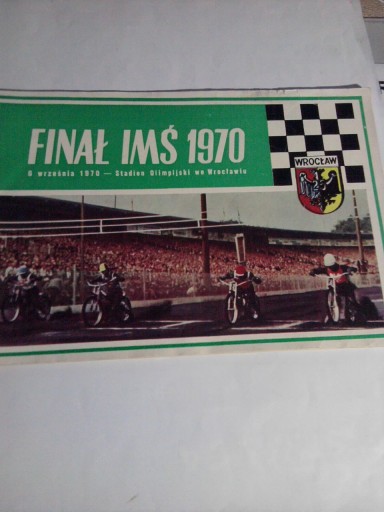 FINAŁ IMŚ 1970
6 września 1970 — Stadion Olimpijski we Wrocławiu
WROCŁAW